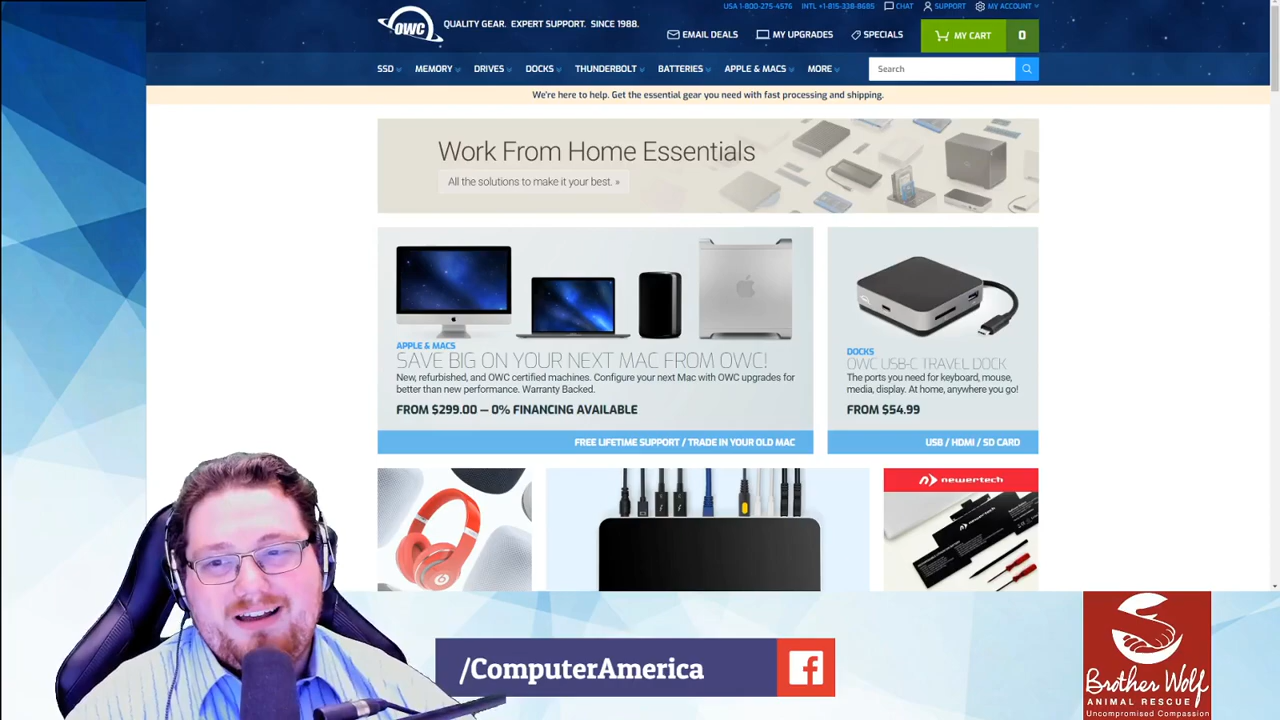 USA 1-800-275-4576 INTL +1-815-338-8685 CHAT SUPPORT MY ACCOUNT
OWC
QUALITY GEAR. EXPERT SUPPORT. SINCE 1988.
EMAIL DEALS MY UPGRADES SPECIALS MY CART 0
SSD MEMORY DRIVES DOCKS THUNDERBOLT BATTERIES APPLE & MACS MORE Search
We're here to help. Get the essential gear you need with fast processing and shipping.
Work From Home Essentials
All the solutions to make it your best. »
APPLE & MACS
SAVE BIG ON YOUR NEXT MAC FROM OWC!
New, refurbished, and OWC certified machines. Configure your next Mac with OWC upgrades for
better than new performance. Warranty Backed.
FROM $299.00 — 0% FINANCING AVAILABLE
FREE LIFETIME SUPPORT / TRADE IN YOUR OLD MAC
DOCKS
OWC USB-C TRAVEL DOCK
The ports you need for keyboard, mouse,
media, display. At home, anywhere you go!
FROM $54.99
USB / HDMI / SD CARD
newertech
/ComputerAmerica
Brother Wolf
ANIMAL RESCUE
Uncompromised Compassion